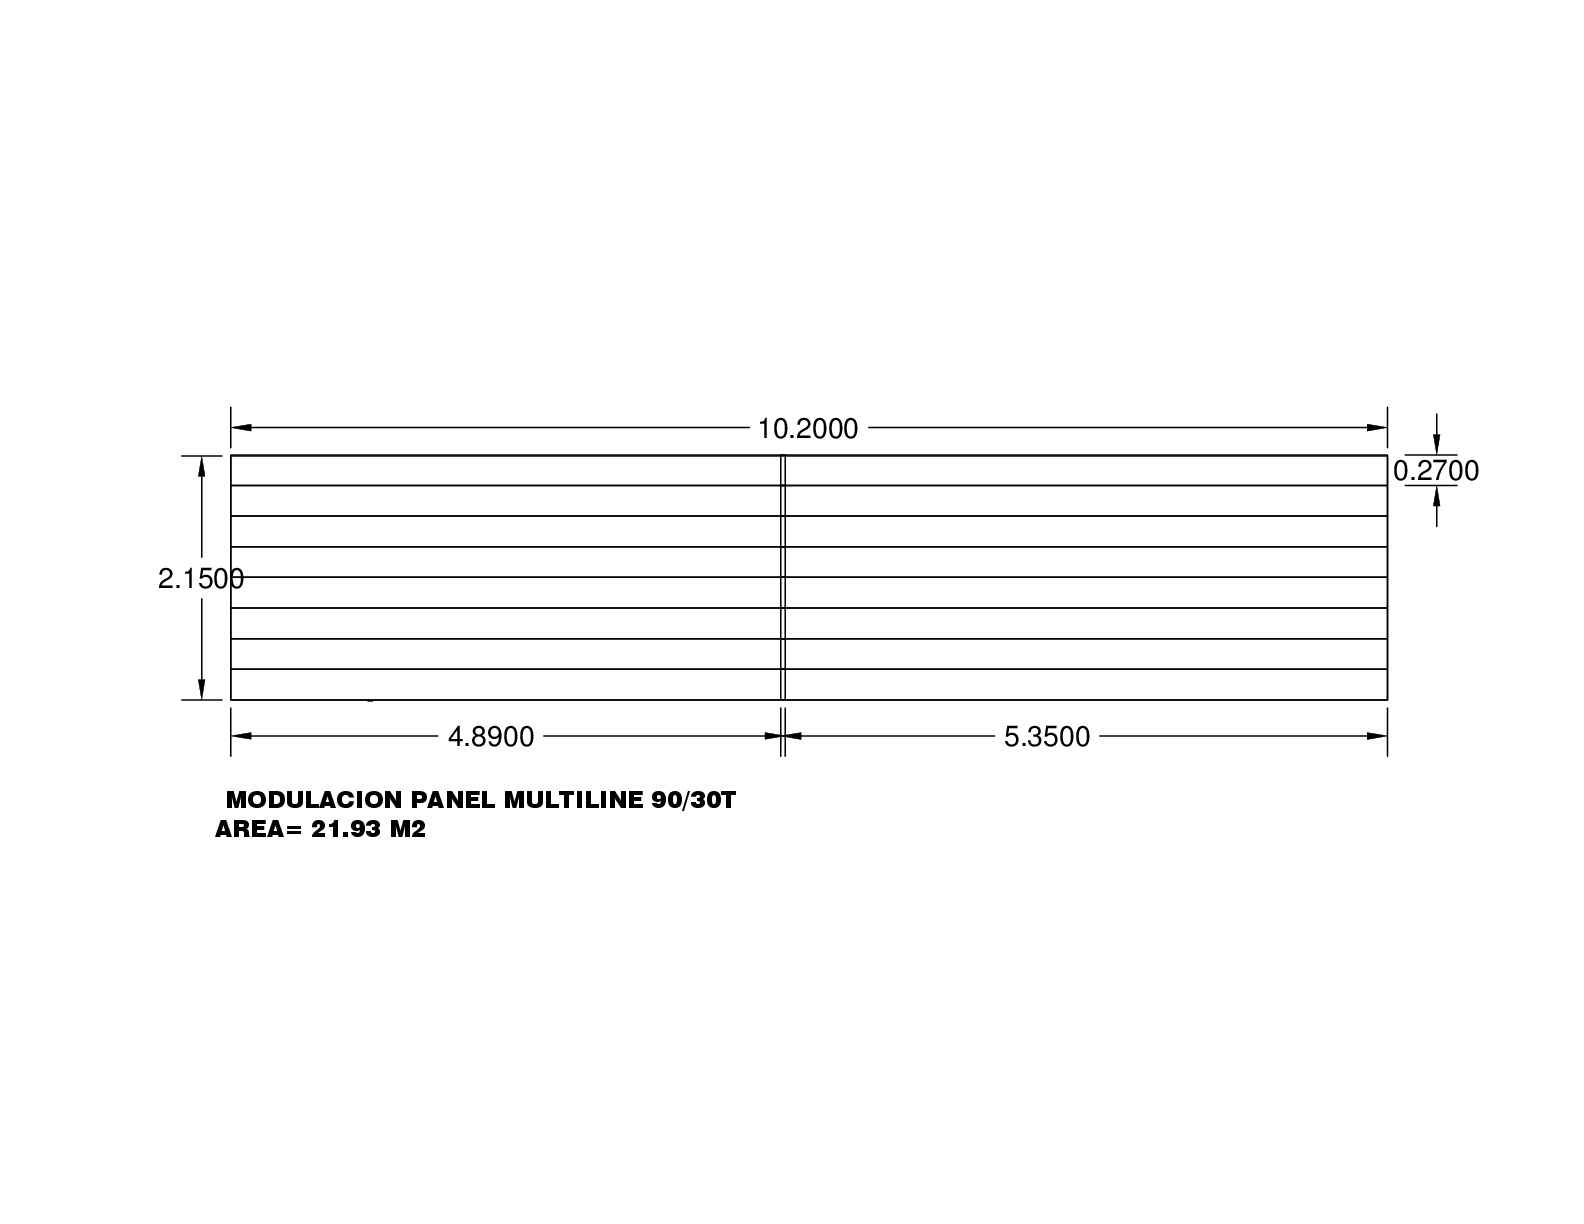 10.2000
0.2700
2.1500
4.8900
5.3500
MODULACION PANEL MULTILINE 90/30T
AREA= 21.93 M2